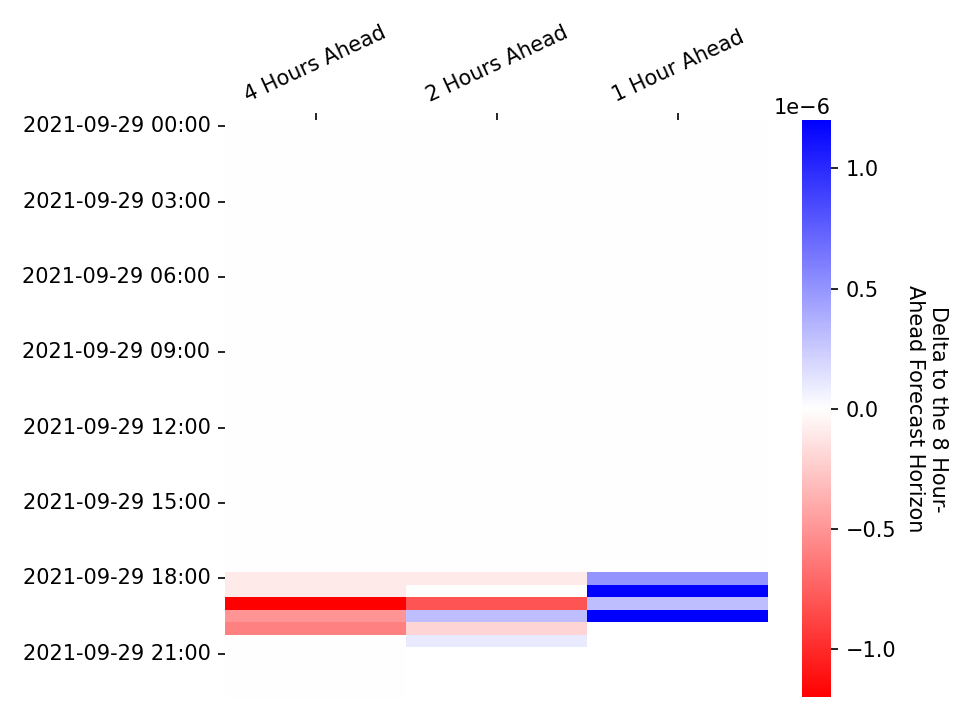 4 Hours Ahead
2 Hours Ahead
1 Hour Ahead
1e−6
2021-09-29 00:00
2021-09-29 03:00
2021-09-29 06:00
2021-09-29 09:00
2021-09-29 12:00
2021-09-29 15:00
2021-09-29 18:00
2021-09-29 21:00
1.0
0.5
0.0
−0.5
−1.0
Delta to the 8 Hour-
Ahead Forecast Horizon